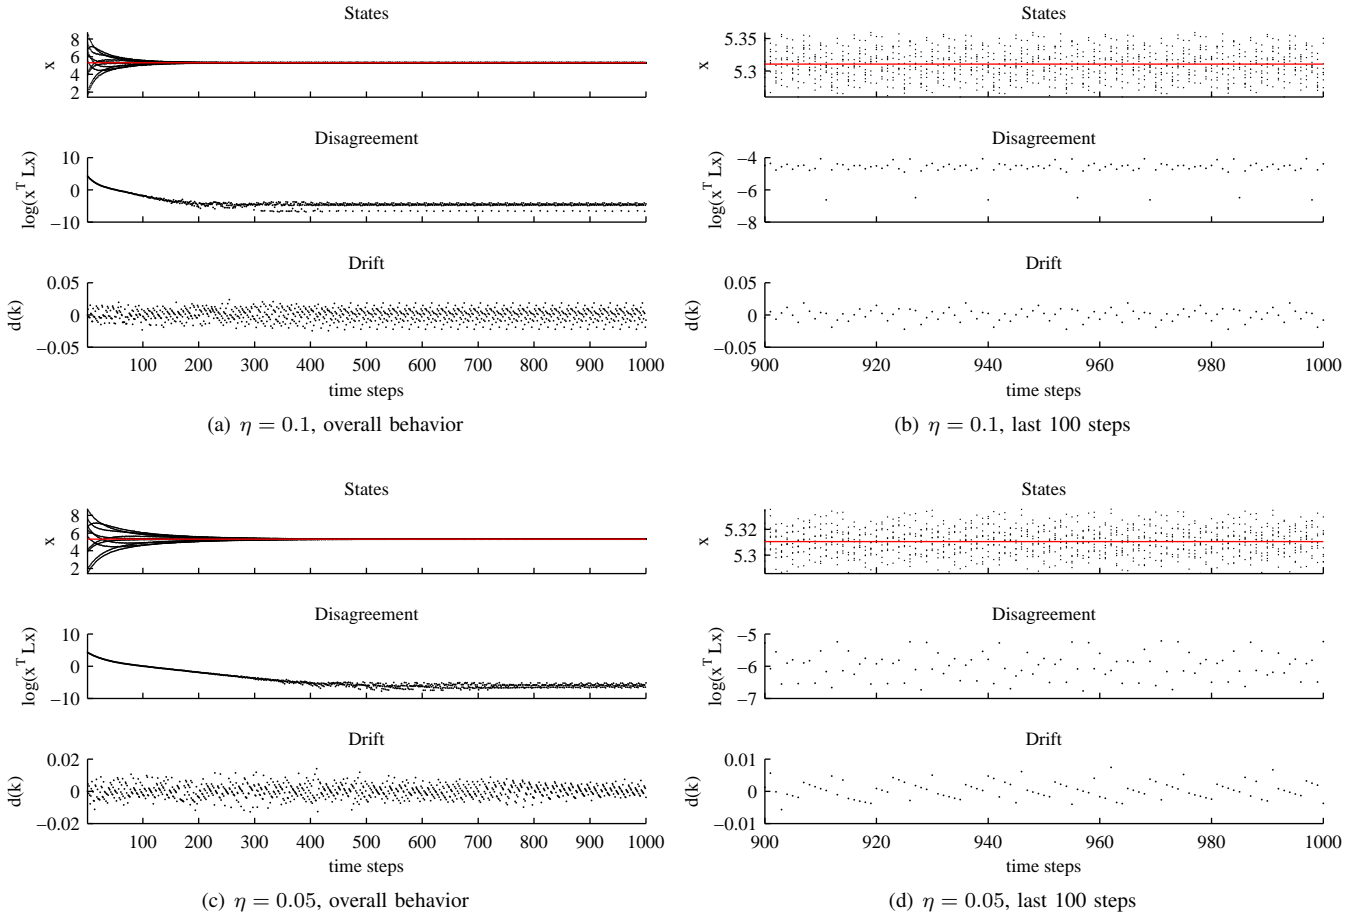 States
x
8
6
4
2
Disagreement
log(x^T Lx)
10
0
−10
Drift
d(k)
0.05
0
−0.05
100 200 300 400 500 600 700 800 900 1000
time steps
(a) η = 0.1, overall behavior
States
x
5.35
5.3
Disagreement
log(x^T Lx)
−4
−6
−8
Drift
d(k)
0.05
0
−0.05
900 920 940 960 980 1000
time steps
(b) η = 0.1, last 100 steps
States
x
8
6
4
2
Disagreement
log(x^T Lx)
10
0
−10
Drift
d(k)
0.02
0
−0.02
100 200 300 400 500 600 700 800 900 1000
time steps
(c) η = 0.05, overall behavior
States
x
5.32
5.3
Disagreement
log(x^T Lx)
−5
−6
−7
Drift
d(k)
0.01
0
−0.01
900 920 940 960 980 1000
time steps
(d) η = 0.05, last 100 steps